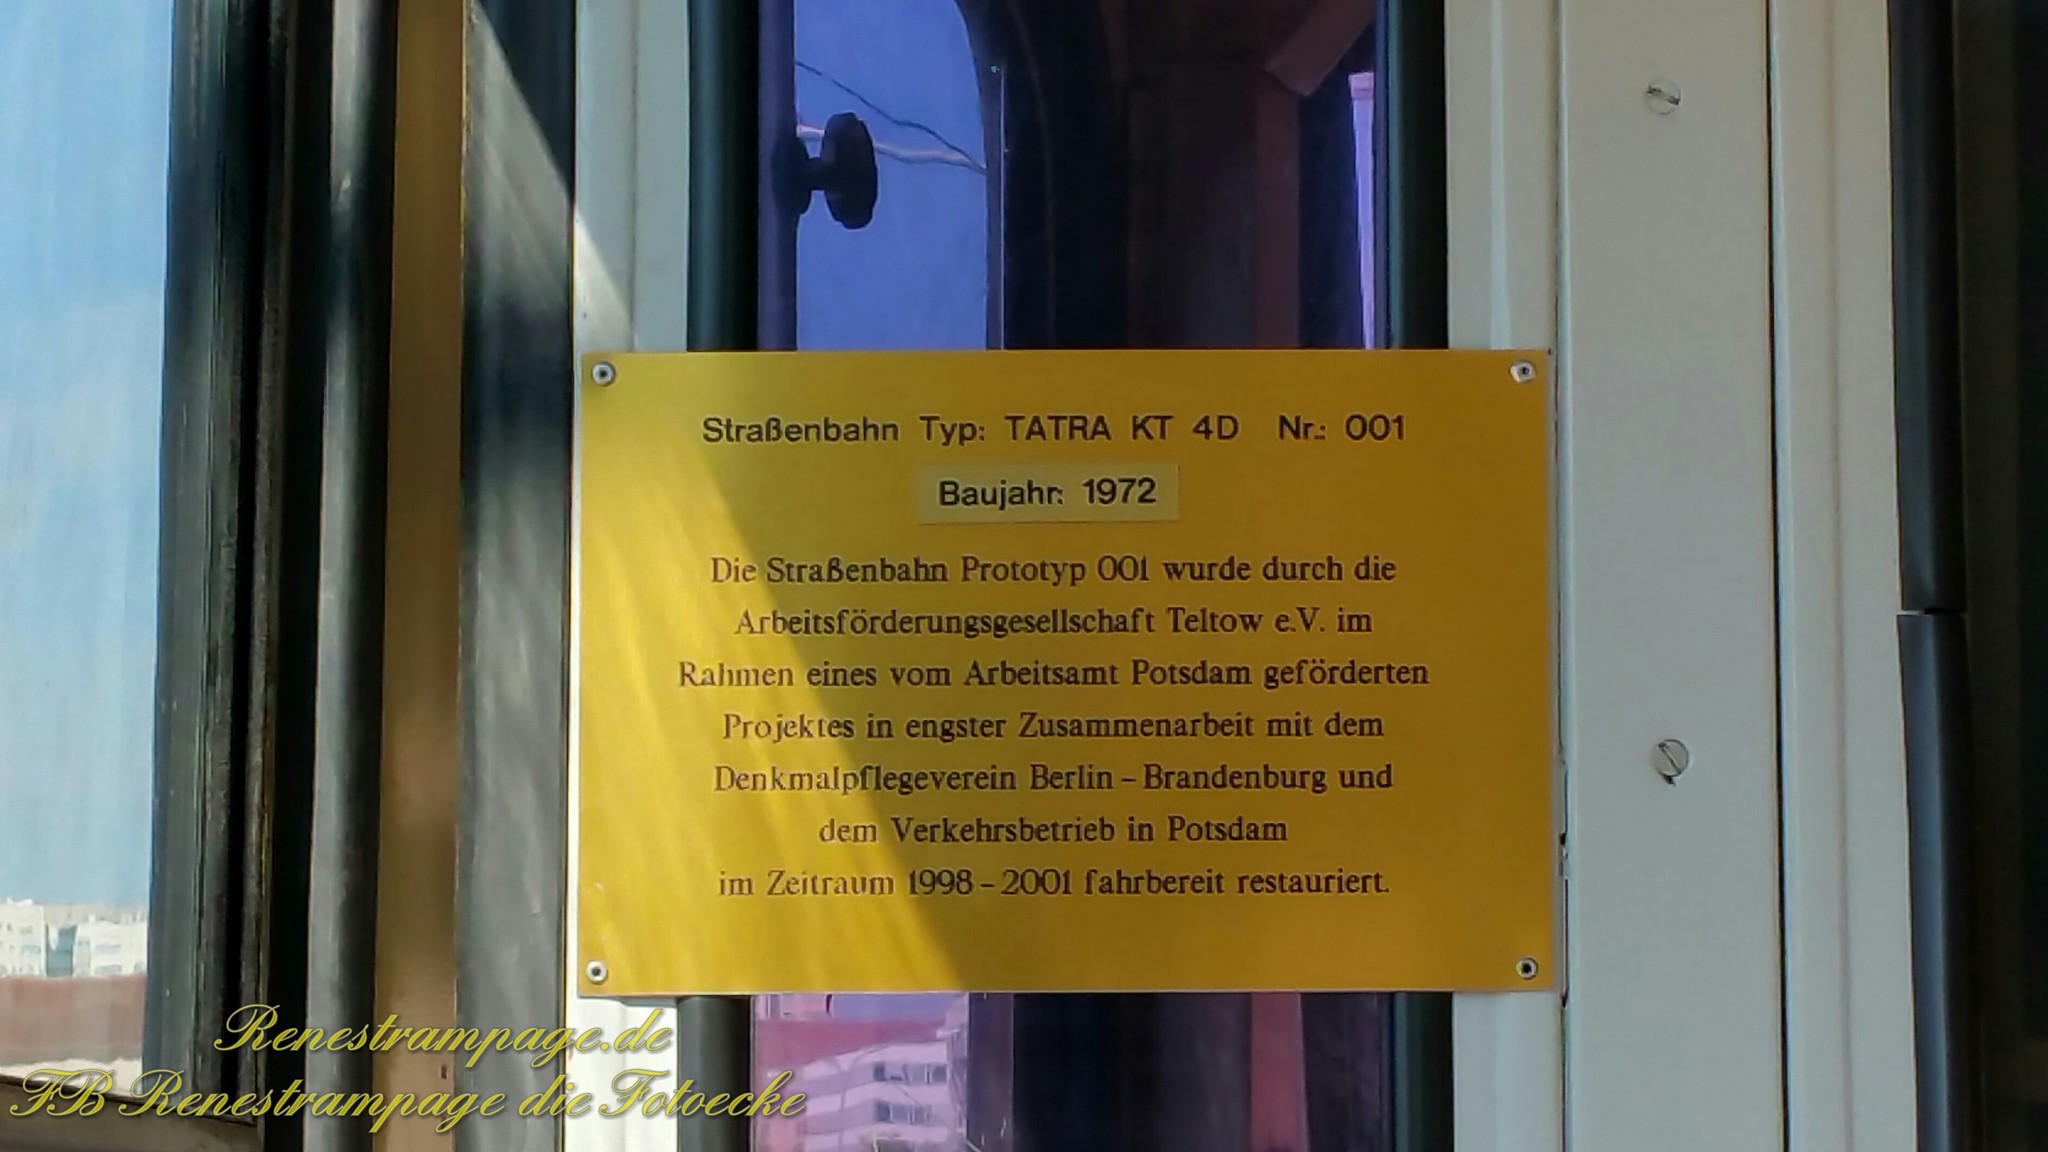 Straßenbahn Typ: TATRA KT 4D Nr.: 001
Baujahr: 1972
Die Straßenbahn Prototyp 001 wurde durch die
Arbeitsförderungsgesellschaft Teltow e.V. im
Rahmen eines vom Arbeitsamt Potsdam geförderten
Projektes in engster Zusammenarbeit mit dem
Denkmalpflegeverein Berlin – Brandenburg und
dem Verkehrsbetrieb in Potsdam
im Zeitraum 1998 – 2001 fahrbereit restauriert.
Renestrampage.de
FB Renestrampage die Fotoecke